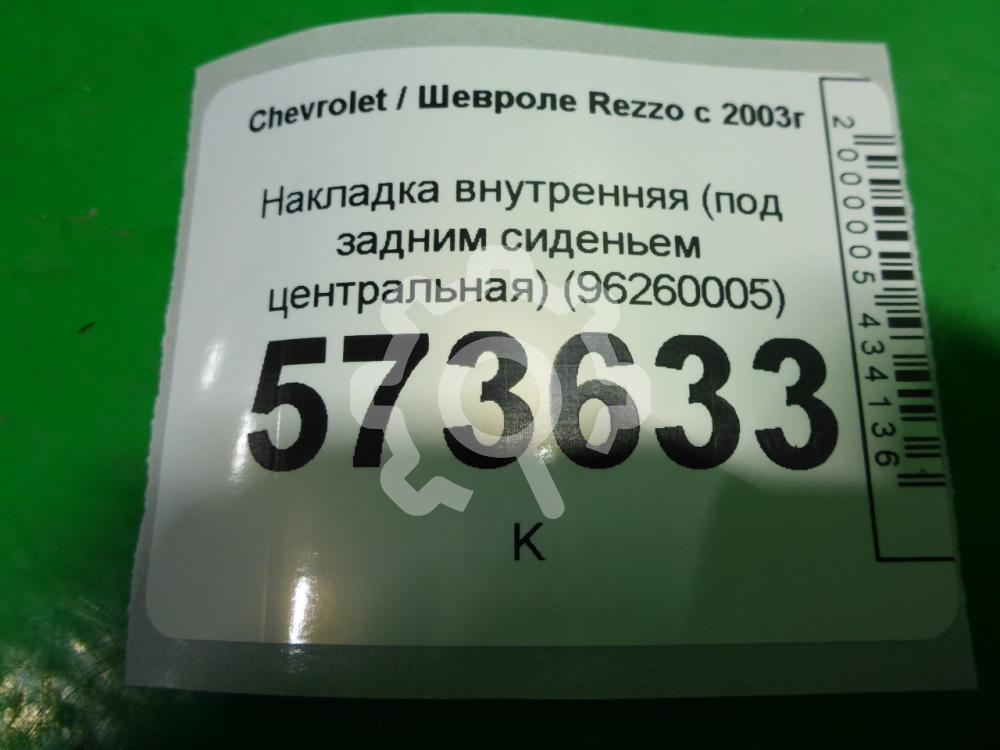 Chevrolet / Шевроле Rezzo с 2003г
Накладка внутренняя (под
задним сиденьем
центральная) (96260005)
573633
К
2000005434136